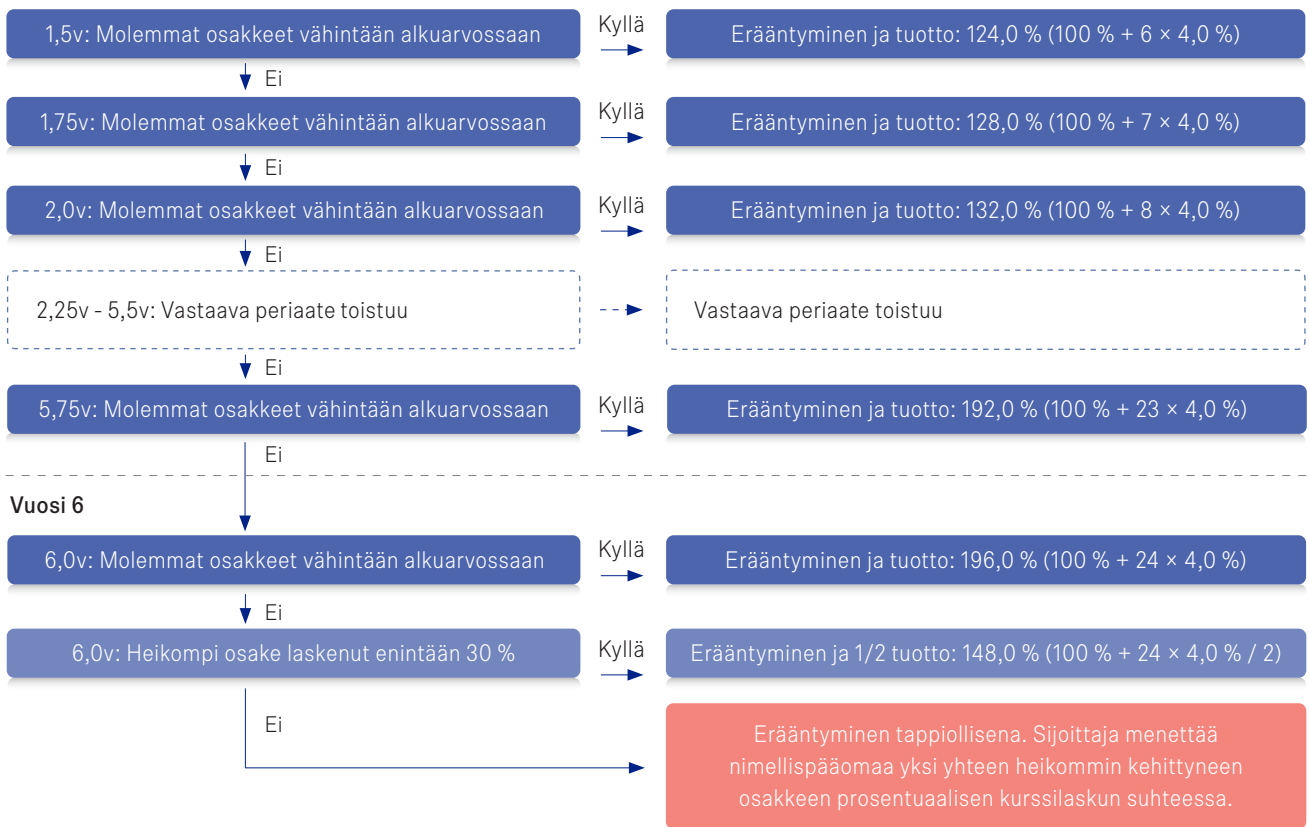 1,5v: Molemmat osakkeet vähintään alkuarvossaan
Kyllä
Erääntyminen ja tuotto: 124,0 % (100 % + 6 × 4,0 %)
Ei
1,75v: Molemmat osakkeet vähintään alkuarvossaan
Kyllä
Erääntyminen ja tuotto: 128,0 % (100 % + 7 × 4,0 %)
Ei
2,0v: Molemmat osakkeet vähintään alkuarvossaan
Kyllä
Erääntyminen ja tuotto: 132,0 % (100 % + 8 × 4,0 %)
Ei
2,25v - 5,5v: Vastaava periaate toistuu
Vastaava periaate toistuu
Ei
5,75v: Molemmat osakkeet vähintään alkuarvossaan
Kyllä
Erääntyminen ja tuotto: 192,0 % (100 % + 23 × 4,0 %)
Ei
Vuosi 6
6,0v: Molemmat osakkeet vähintään alkuarvossaan
Kyllä
Erääntyminen ja tuotto: 196,0 % (100 % + 24 × 4,0 %)
Ei
6,0v: Heikompi osake laskenut enintään 30 %
Kyllä
Erääntyminen ja 1/2 tuotto: 148,0 % (100 % + 24 × 4,0 % / 2)
Ei
Erääntyminen tappiollisena. Sijoittaja menettää
nimellispääomaa yksi yhteen heikommin kehittyneen
osakkeen prosentuaalisen kurssilaskun suhteessa.